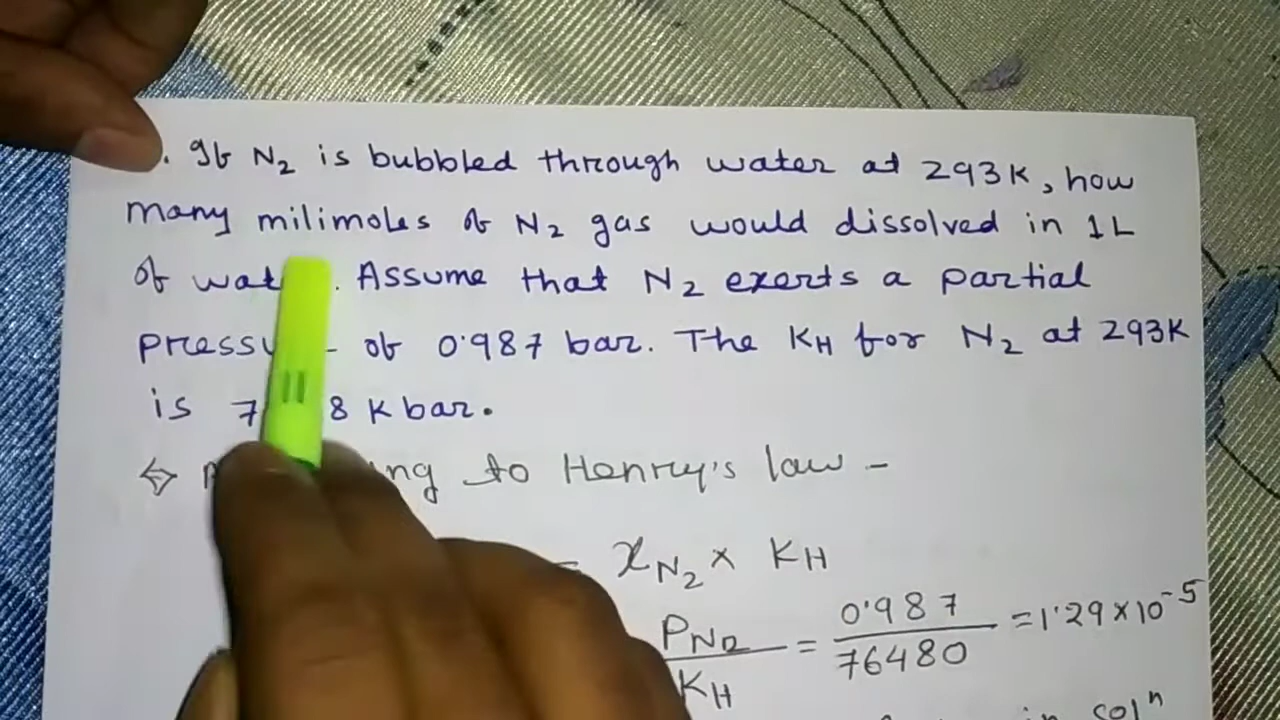 . If N2 is bubbled through water at 293K, how
many milimoles of N2 gas would dissolved in 1L
of wat . Assume that N2 exerts a partial
press of 0.987 bar. The KH for N2 at 293K
is 7 8 K bar.
⇔ ng to Henry's law -
= xN2 × KH
PN2 / KH = 0.987 / 76480 = 1.29 × 10^-5
in solⁿ